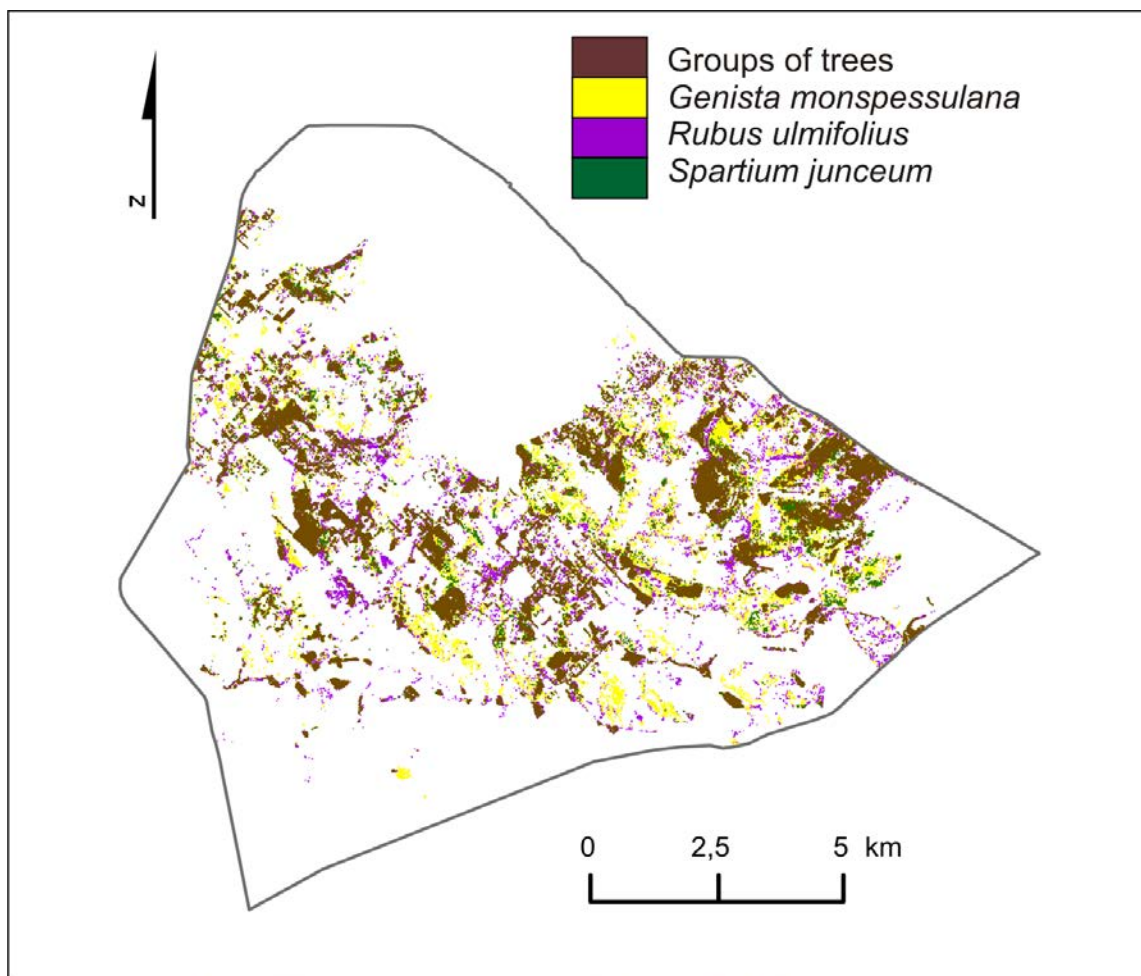 Groups of trees
Genista monspessulana
Rubus ulmifolius
Spartium junceum
N
0 2,5 5 km